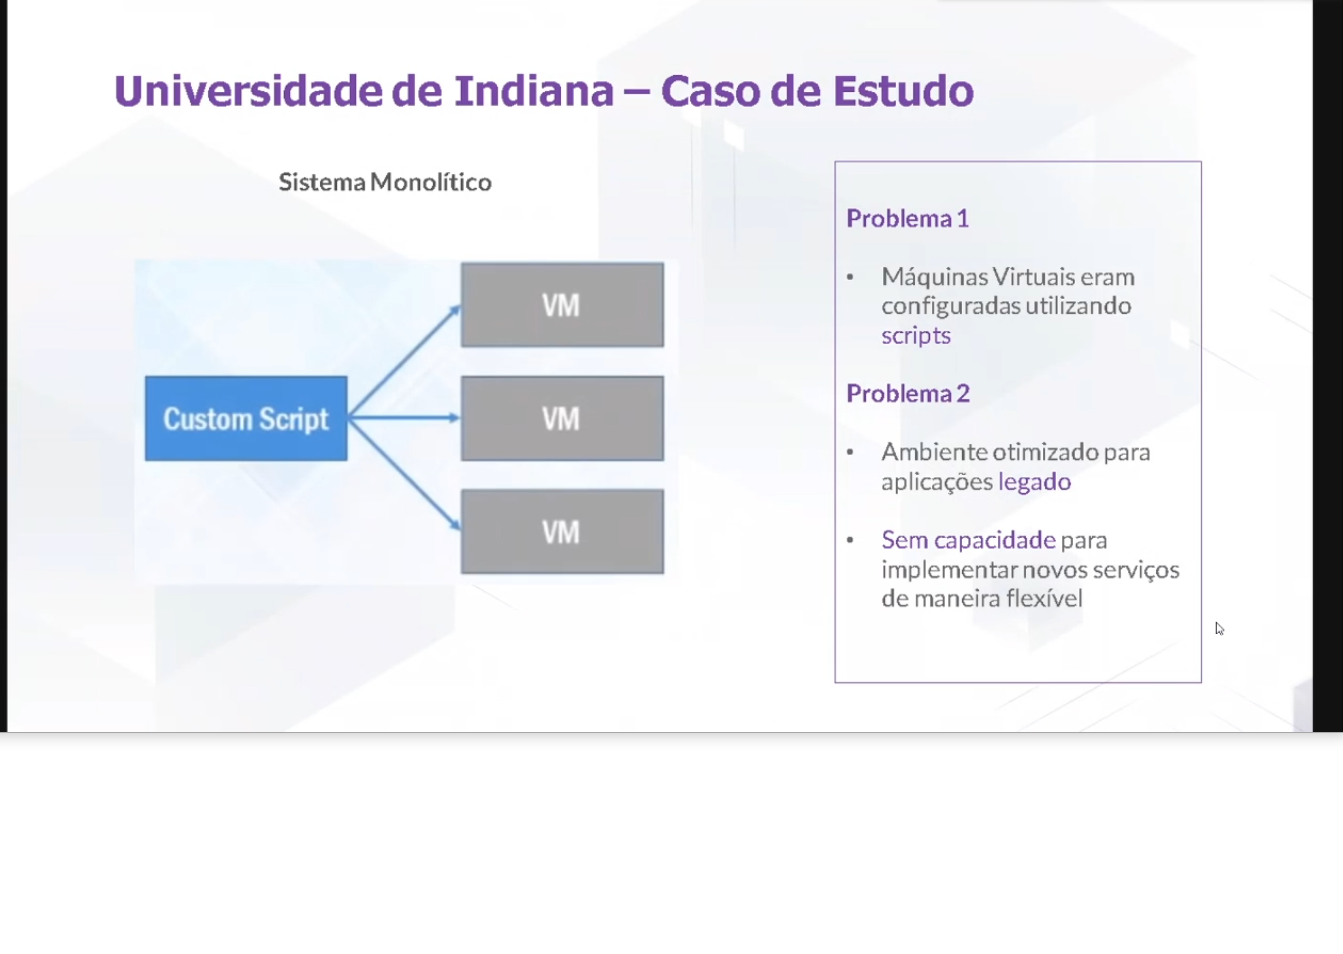 Universidade de Indiana – Caso de Estudo
Sistema Monolítico
Custom Script
VM
VM
VM
Problema 1
• Máquinas Virtuais eram
configuradas utilizando
scripts
Problema 2
• Ambiente otimizado para
aplicações legado
• Sem capacidade para
implementar novos serviços
de maneira flexível